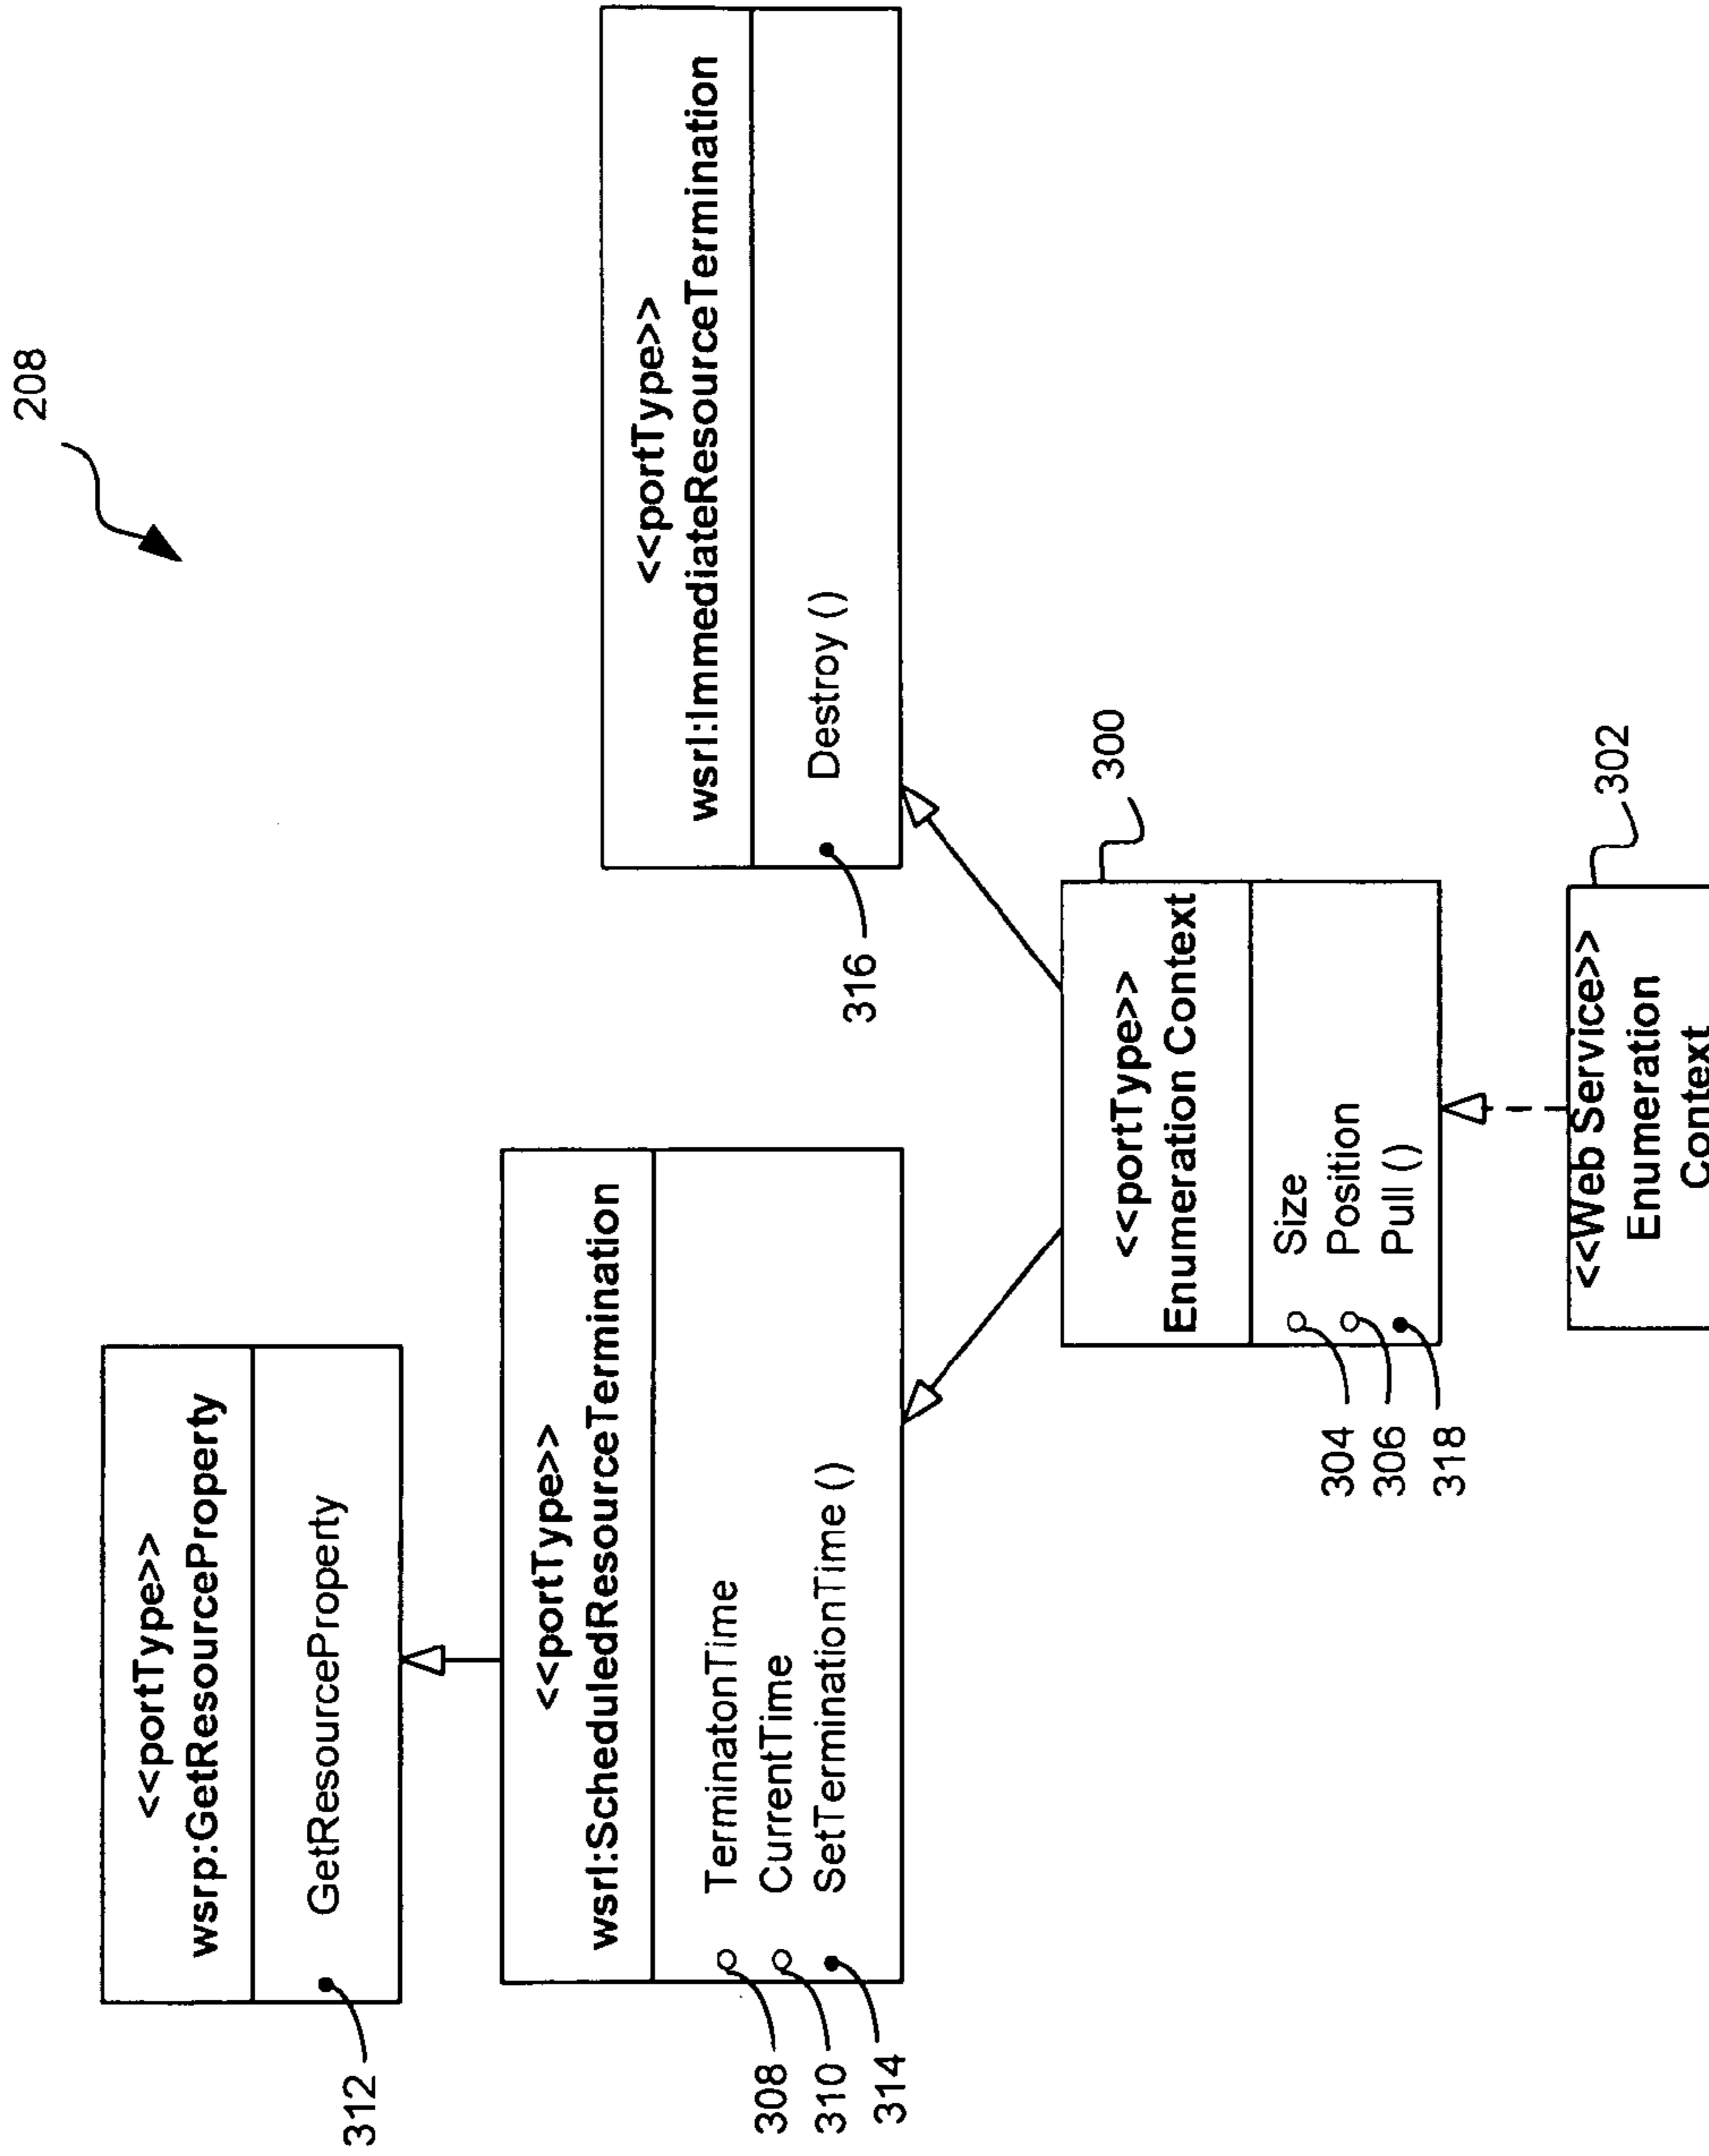 208
<<portType>>
wsrp:GetResourceProperty
GetResourceProperty
312
<<portType>>
wsrl:ScheduledResourceTermination
TerminatonTime
CurrentTime
SetTerminationTime ()
308
310
314
<<portType>>
wsrl:ImmediateResourceTermination
Destroy ()
316
<<portType>>
Enumeration Context
300
Size
Position
Pull ()
304
306
318
<<Web Service>>
Enumeration
Context
302